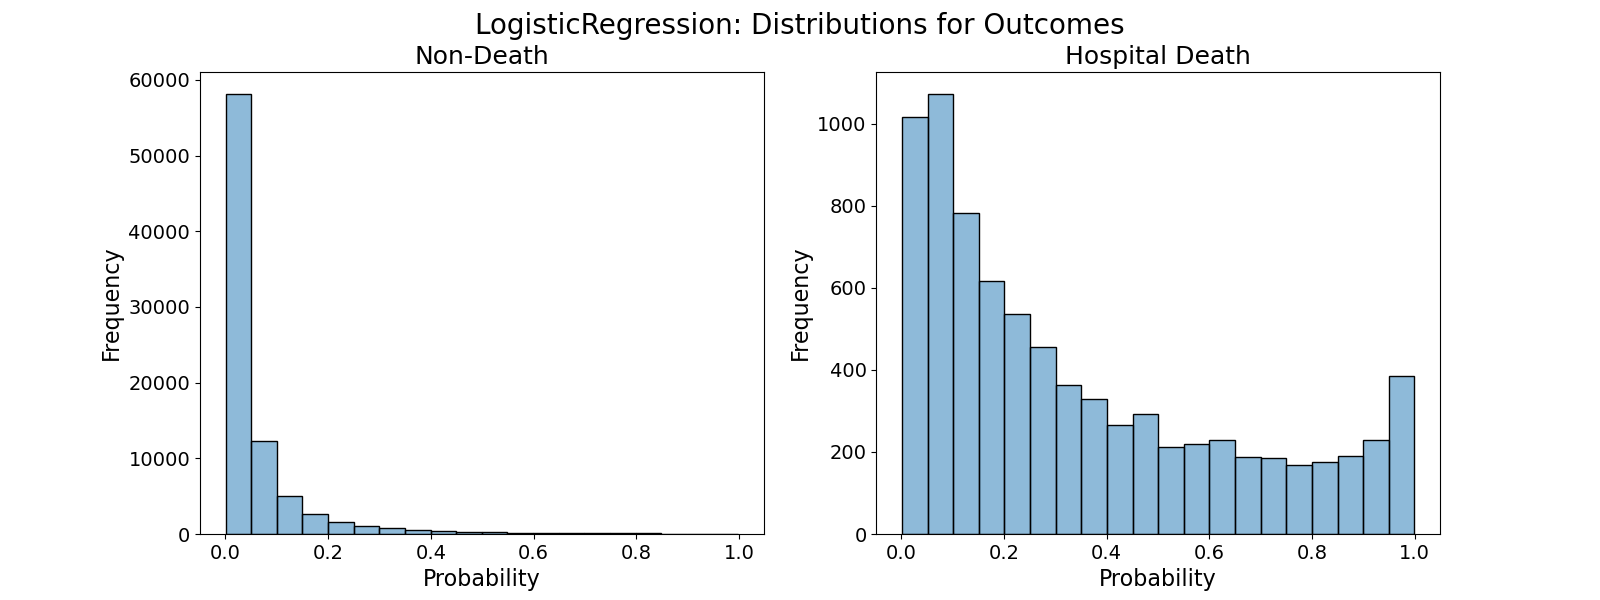 LogisticRegression: Distributions for Outcomes
Non-Death
60000
50000
40000
30000
20000
10000
0
Frequency
0.0 0.2 0.4 0.6 0.8 1.0
Probability
Hospital Death
1000
800
600
400
200
0
Frequency
0.0 0.2 0.4 0.6 0.8 1.0
Probability